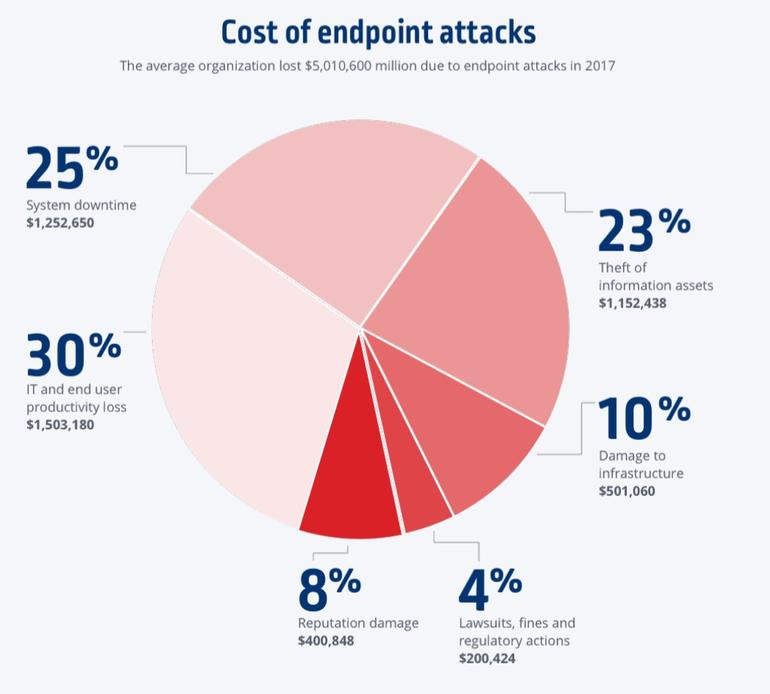 Cost of endpoint attacks
The average organization lost $5,010,600 million due to endpoint attacks in 2017
25%
System downtime
$1,252,650
23%
Theft of
information assets
$1,152,438
30%
IT and end user
productivity loss
$1,503,180
10%
Damage to
infrastructure
$501,060
8%
Reputation damage
$400,848
4%
Lawsuits, fines and
regulatory actions
$200,424